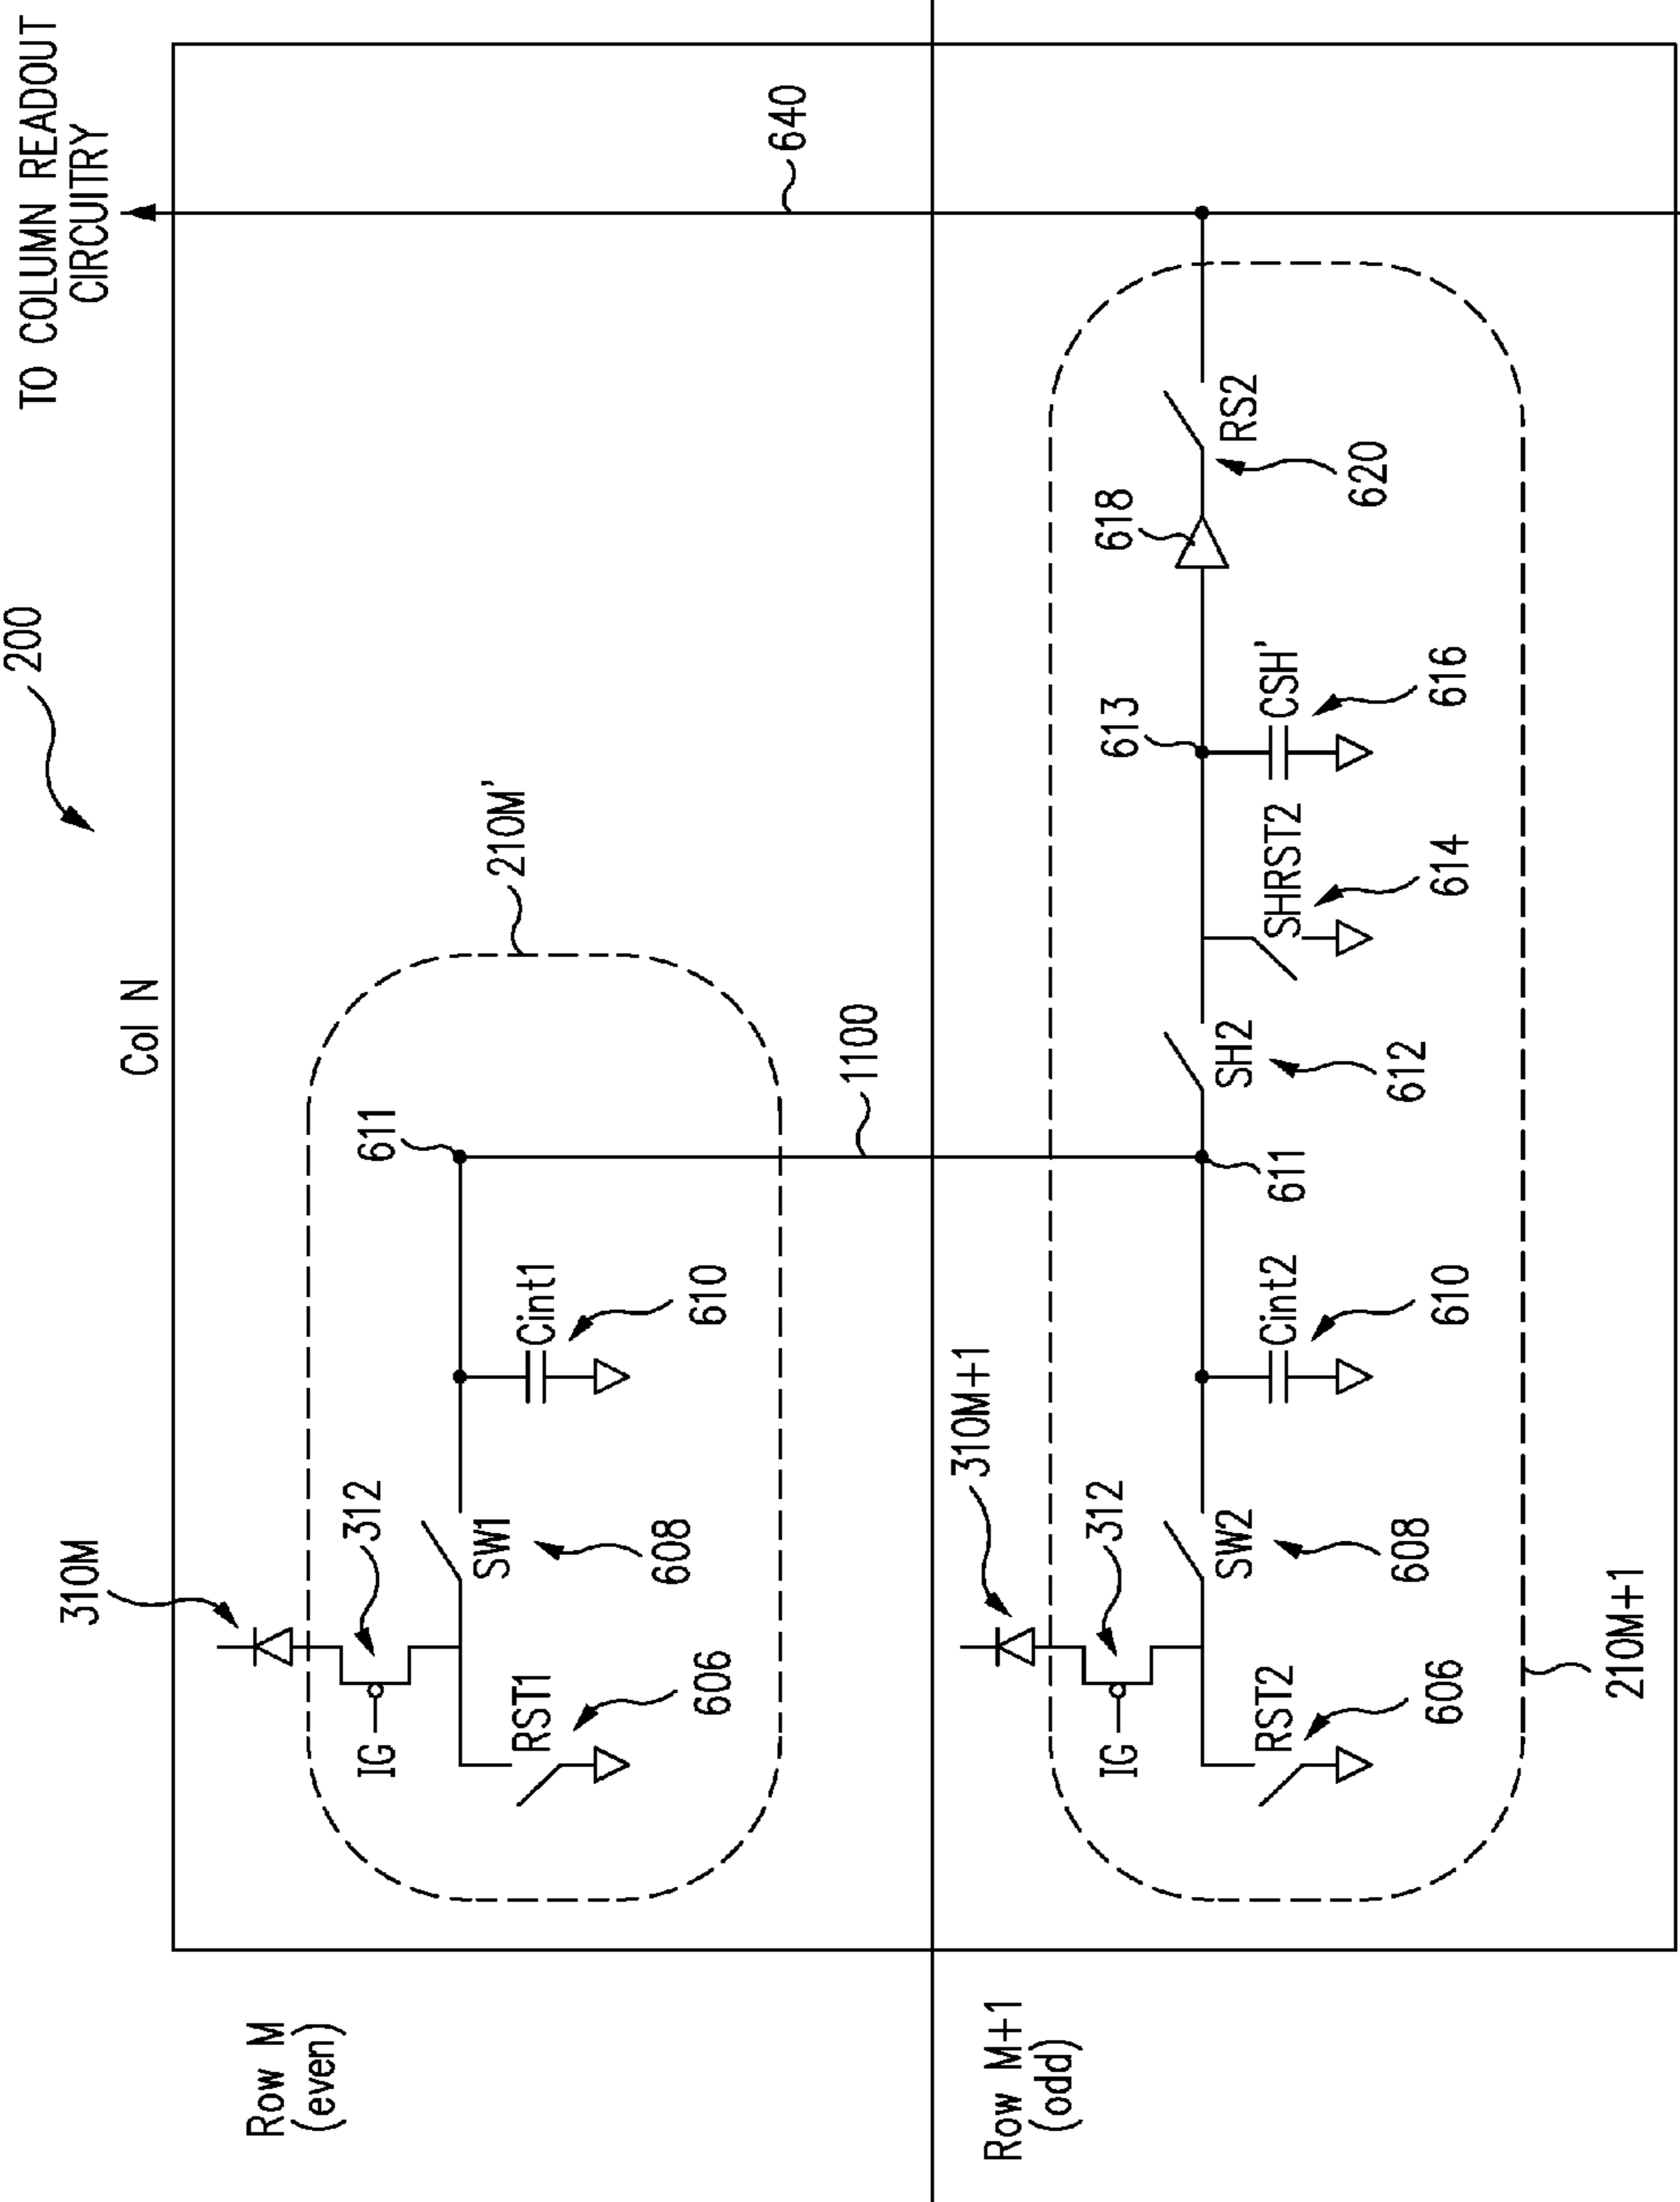 200
TO COLUMN READOUT
CIRCUITRY
Col N
Row M
(even)
310M
312
IG
611
210M'
SW1
RST1
Cint1
608
606
610
640
1100
Row M+1
(odd)
310M+1
312
IG
613
618
SW2
RST2
Cint2
611
SH2
SHRST2
CSH'
RS2
608
606
610
612
614
616
620
210M+1